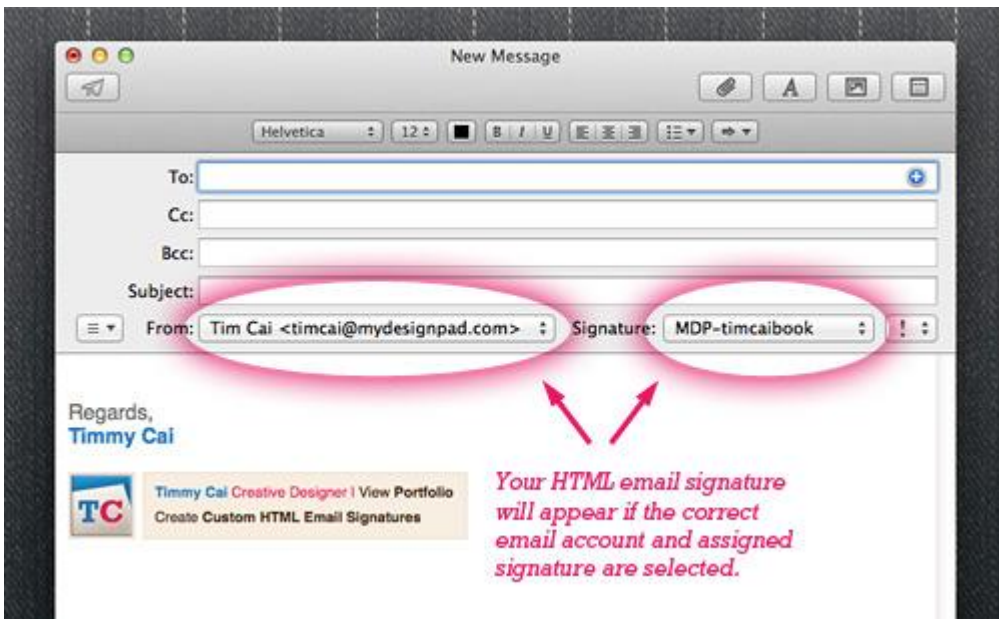 New Message
A
Helvetica 12 B I U
To:
Cc:
Bcc:
Subject:
From: Tim Cai <timcai@mydesignpad.com> Signature: MDP-timcaibook !
Regards,
Timmy Cai
TC
Timmy Cai Creative Designer | View Portfolio
Create Custom HTML Email Signatures
Your HTML email signature
will appear if the correct
email account and assigned
signature are selected.